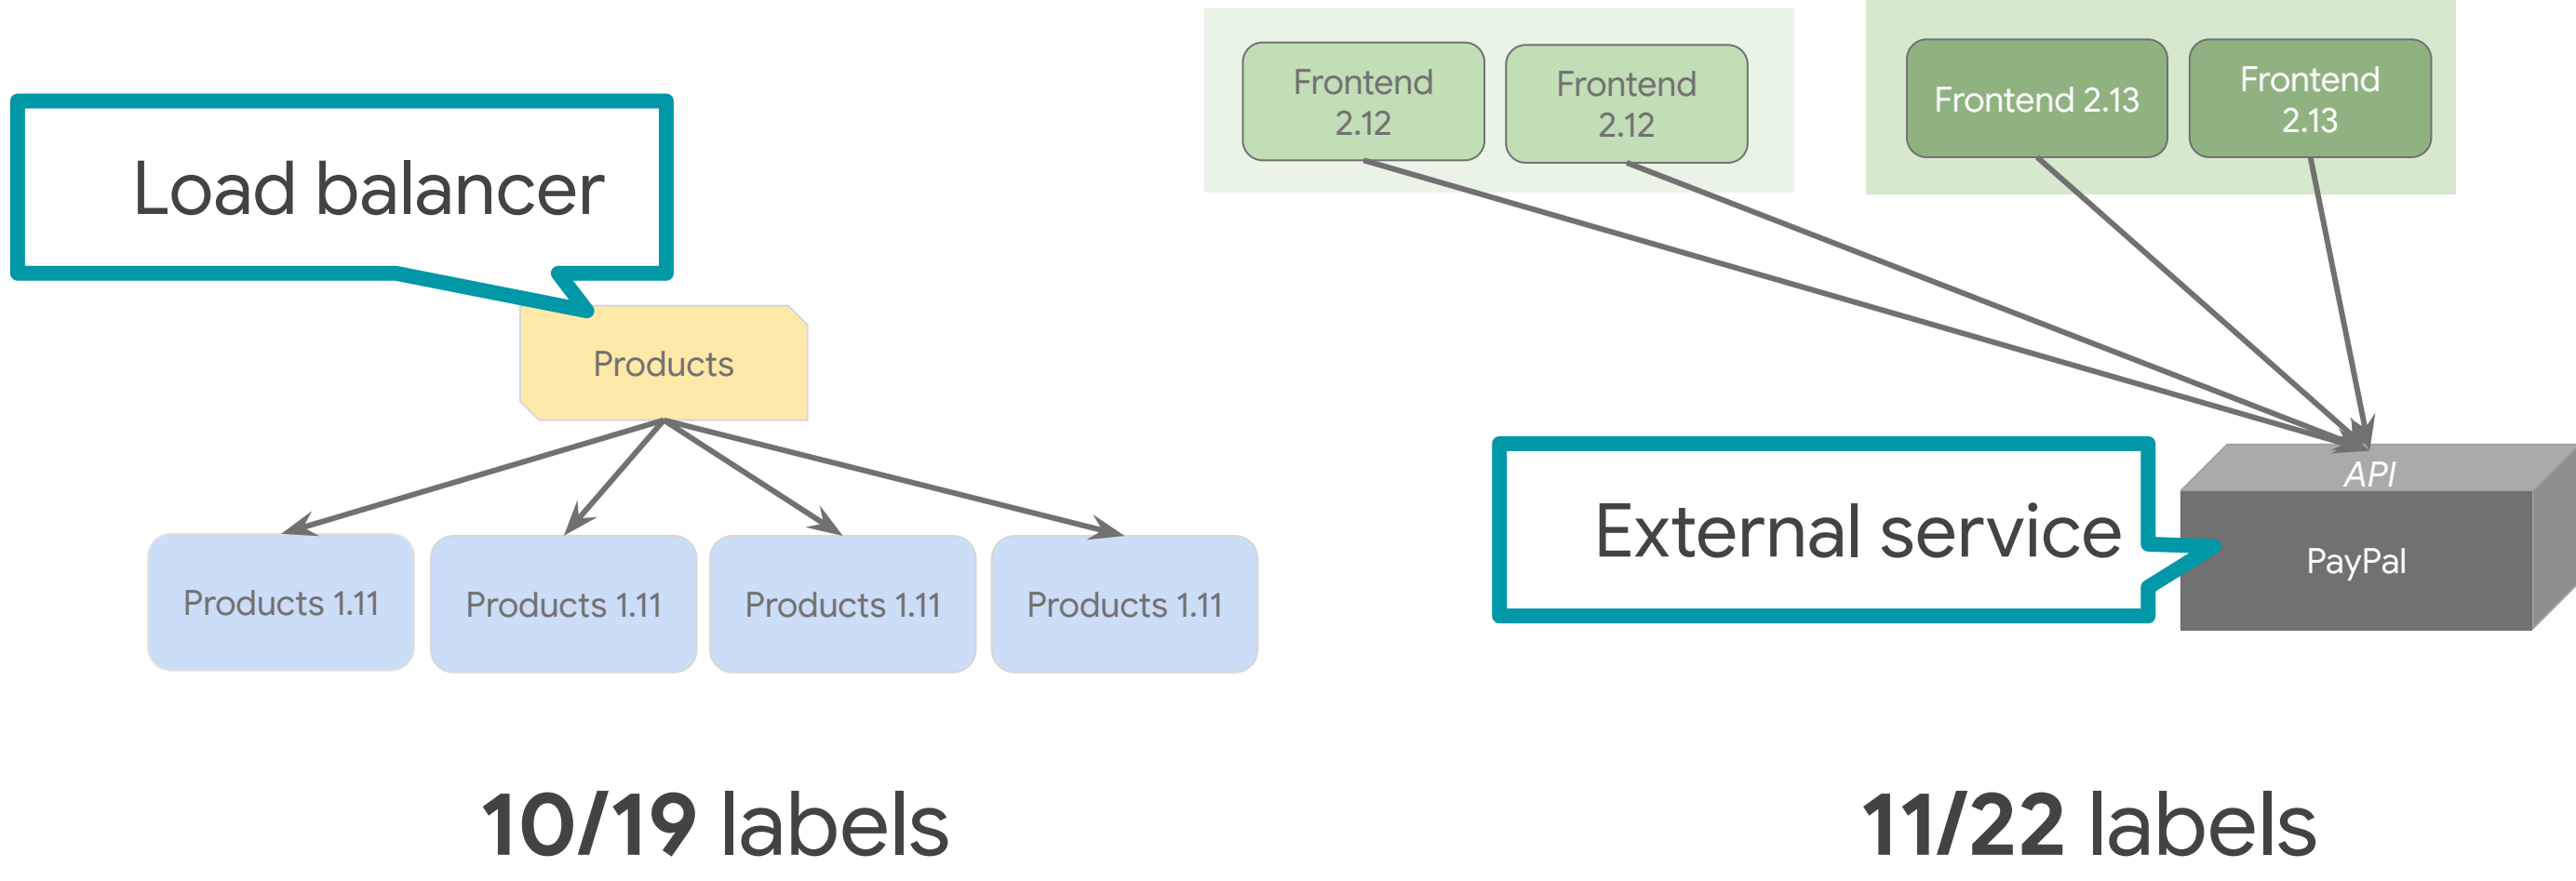 Load balancer
Products
Products 1.11
Products 1.11
Products 1.11
Products 1.11
10/19 labels
Frontend
2.12
Frontend
2.12
Frontend 2.13
Frontend
2.13
External service
API
PayPal
11/22 labels